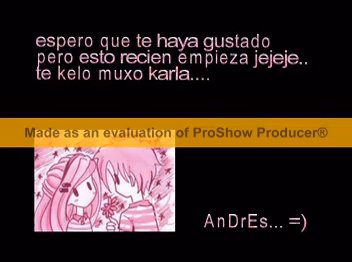 espero que te haya gustado
pero esto recien empieza jejeje..
te kelo muxo karla....
Made as an evaluation of ProShow Producer®
AnDrEs... =)